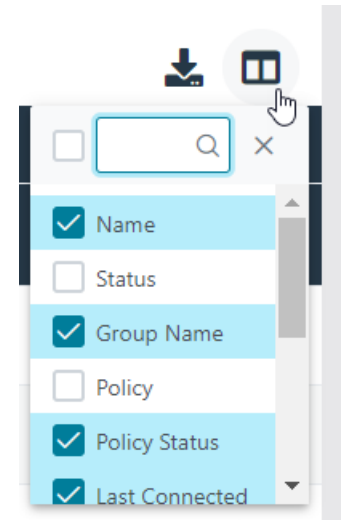 Name
Status
Group Name
Policy
Policy Status
Last Connected